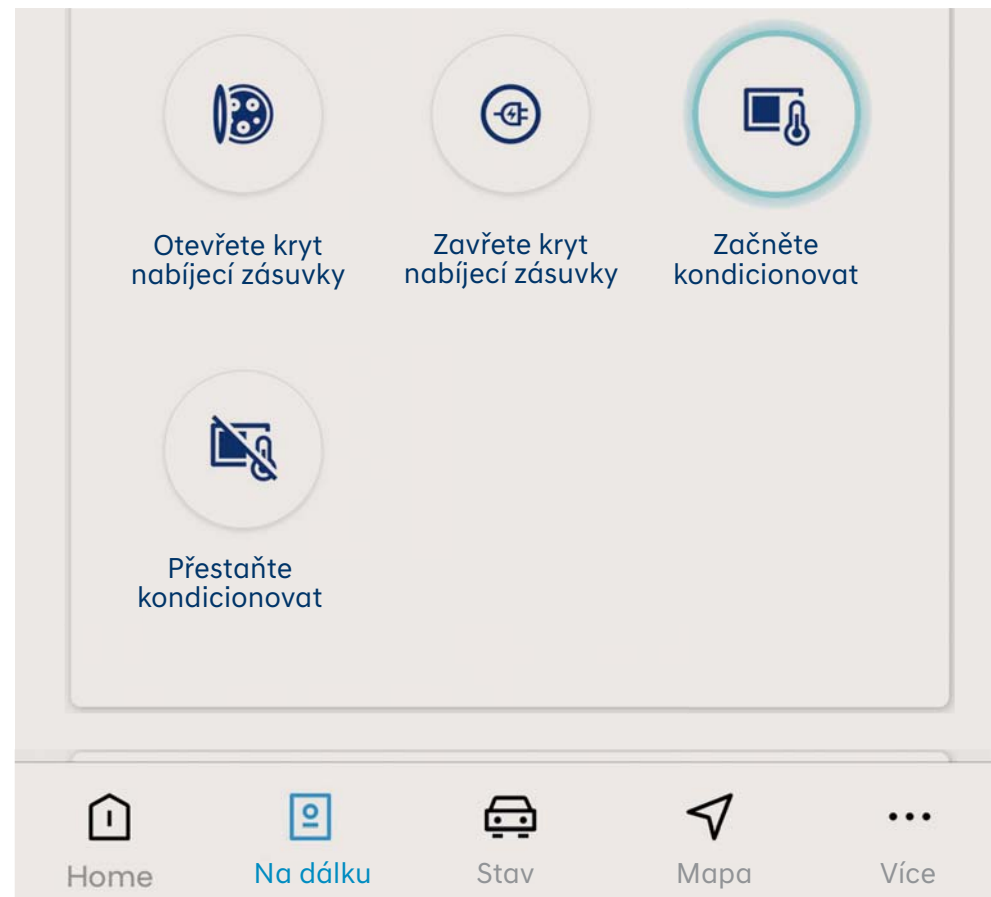 Otevřete kryt
nabíjecí zásuvky
Zavřete kryt
nabíjecí zásuvky
Začněte
kondicionovat
Přestaňte
kondicionovat
Home
Na dálku
Stav
Mapa
Více